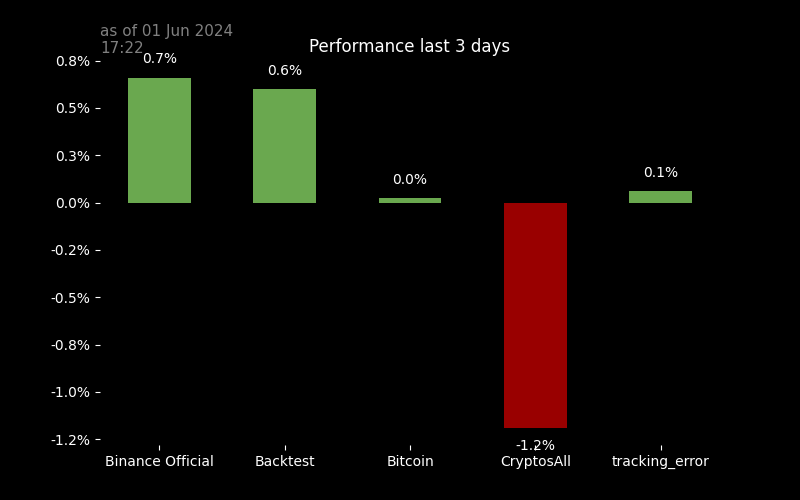 as of 01 Jun 2024
17:22
Performance last 3 days
0.8%
0.5%
0.3%
0.0%
-0.2%
-0.5%
-0.8%
-1.0%
-1.2%
0.7%
0.6%
0.0%
-1.2%
0.1%
Binance Official
Backtest
Bitcoin
CryptosAll
tracking_error